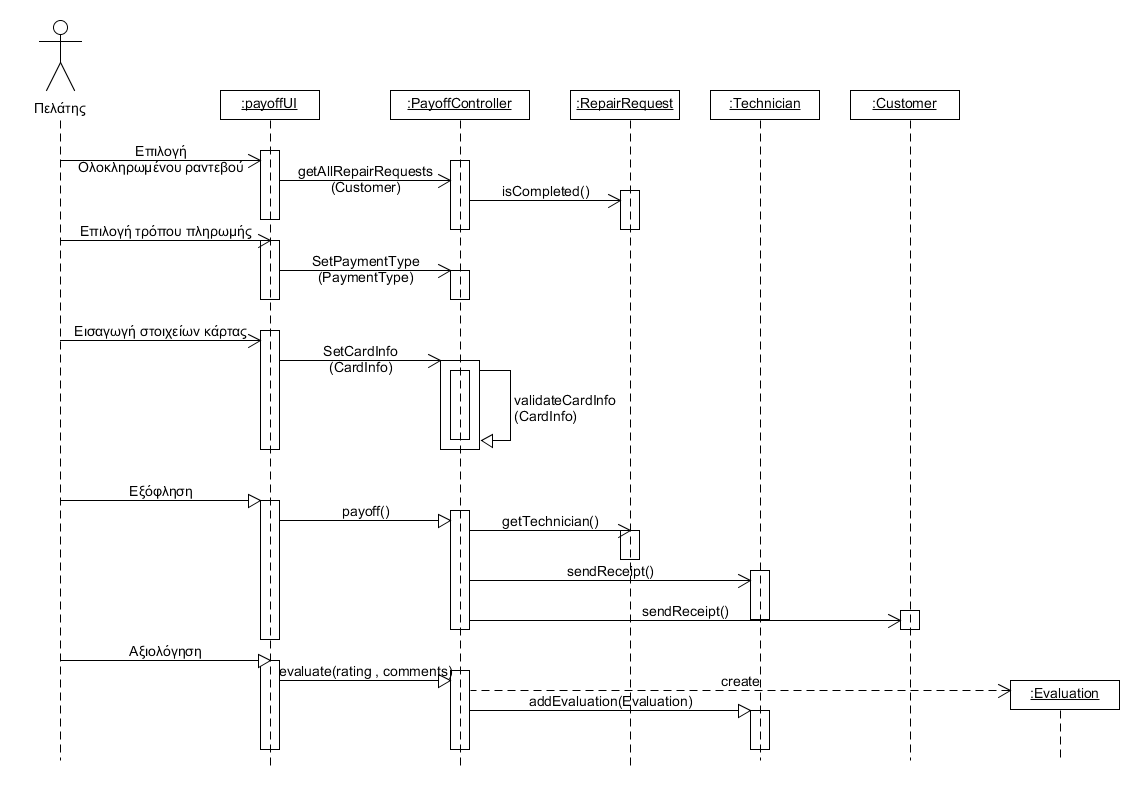 Πελάτης
:payoffUI
:PayoffController
:RepairRequest
:Technician
:Customer
Επιλογή
Ολοκληρωμένου ραντεβού
getAllRepairRequests
(Customer)
isCompleted()
Επιλογή τρόπου πληρωμής
SetPaymentType
(PaymentType)
Εισαγωγή στοιχείων κάρτας
SetCardInfo
(CardInfo)
validateCardInfo
(CardInfo)
Εξόφληση
payoff()
getTechnician()
sendReceipt()
sendReceipt()
Αξιολόγηση
evaluate(rating , comments)
create
:Evaluation
addEvaluation(Evaluation)